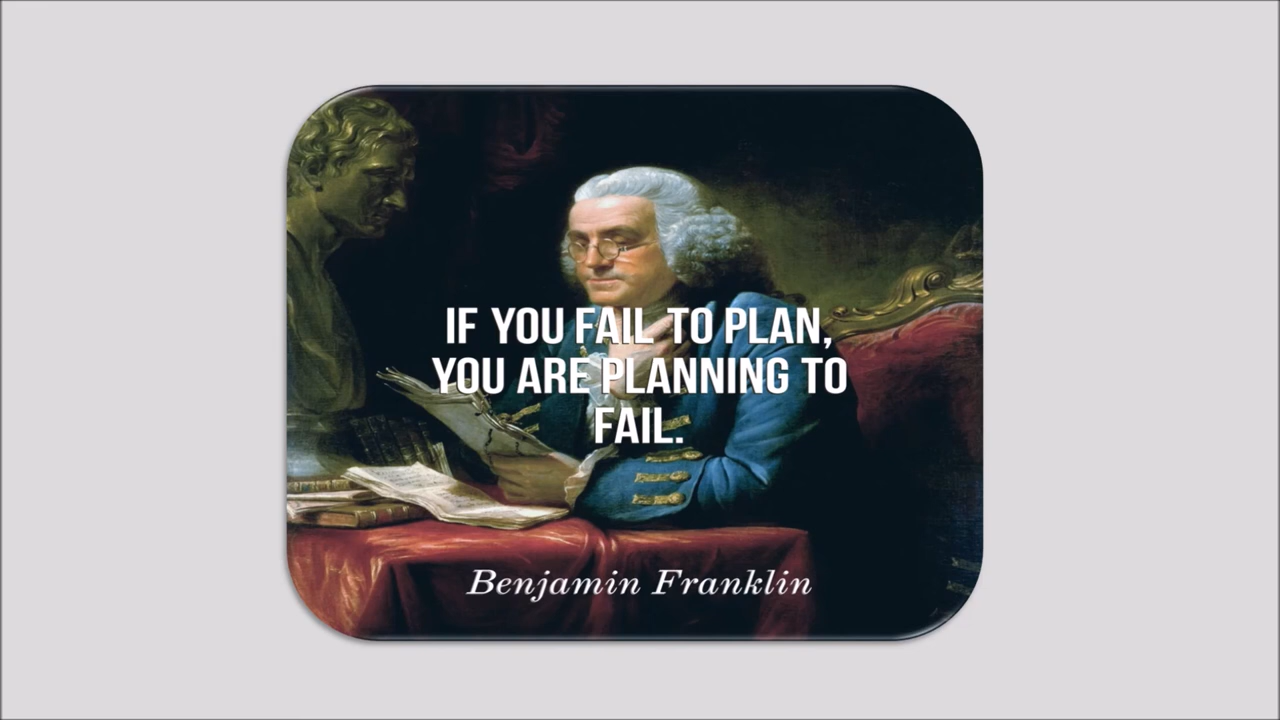 IF YOU FAIL TO PLAN,
YOU ARE PLANNING TO
FAIL.
Benjamin Franklin